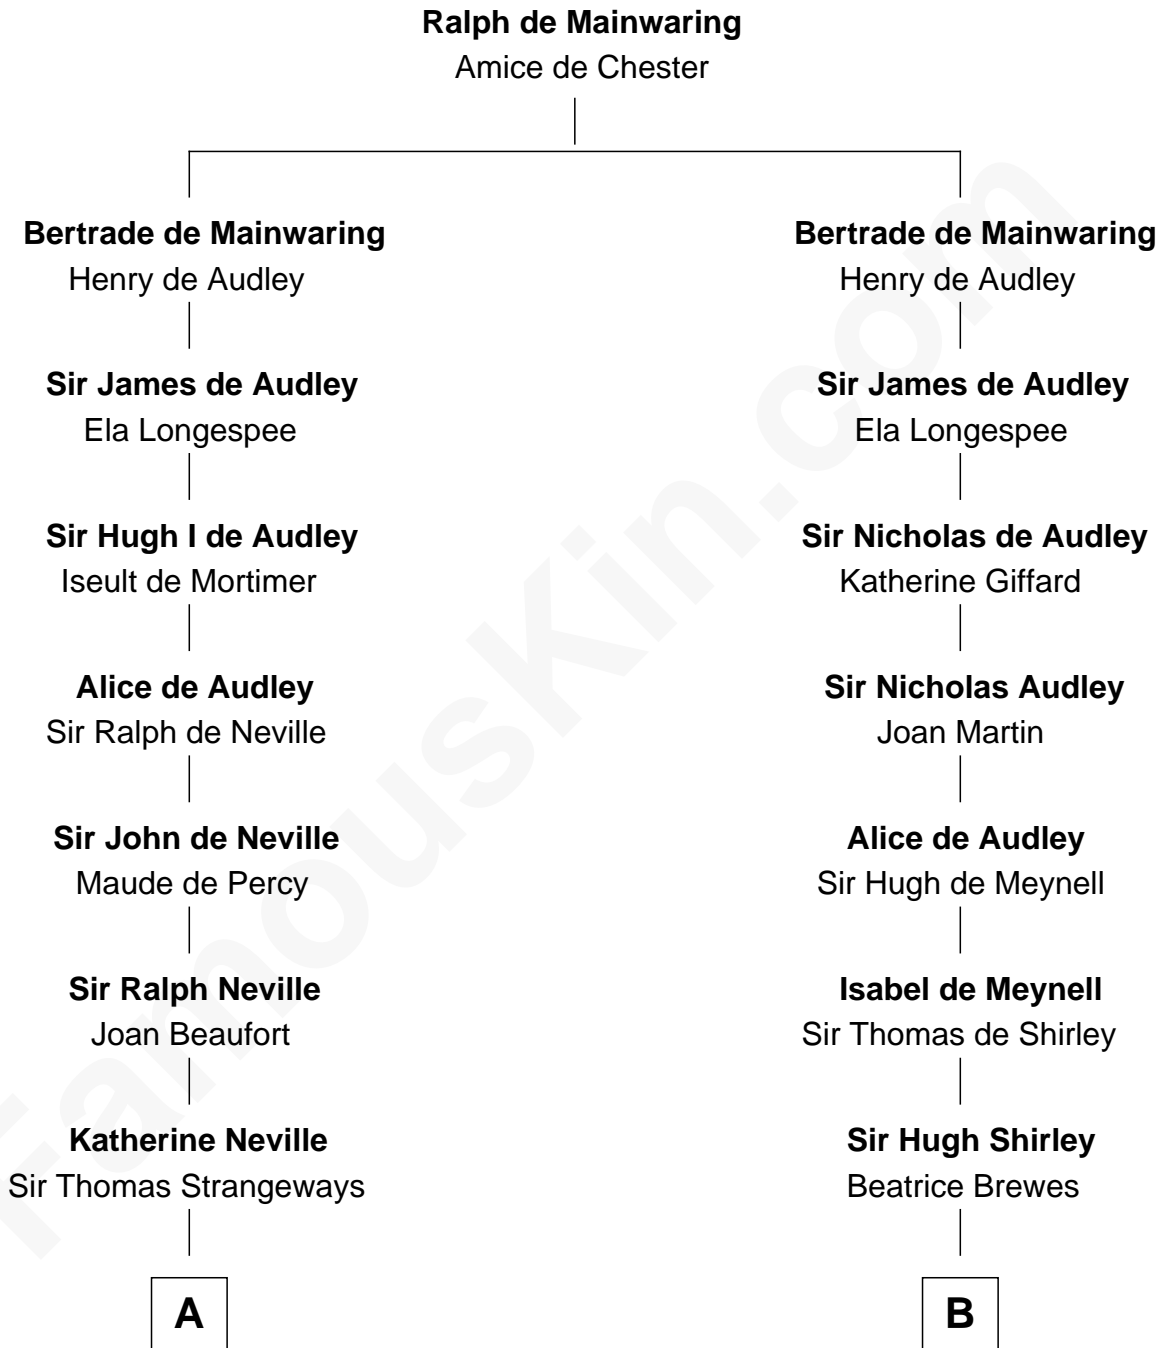 Ralph de Mainwaring
Amice de Chester
Bertrade de Mainwaring
Henry de Audley
Sir James de Audley
Ela Longespee
Sir Hugh I de Audley
Iseult de Mortimer
Alice de Audley
Sir Ralph de Neville
Sir John de Neville
Maude de Percy
Sir Ralph Neville
Joan Beaufort
Katherine Neville
Sir Thomas Strangeways
A
Bertrade de Mainwaring
Henry de Audley
Sir James de Audley
Ela Longespee
Sir Nicholas de Audley
Katherine Giffard
Sir Nicholas Audley
Joan Martin
Alice de Audley
Sir Hugh de Meynell
Isabel de Meynell
Sir Thomas de Shirley
Sir Hugh Shirley
Beatrice Brewes
B
FamousKin.com